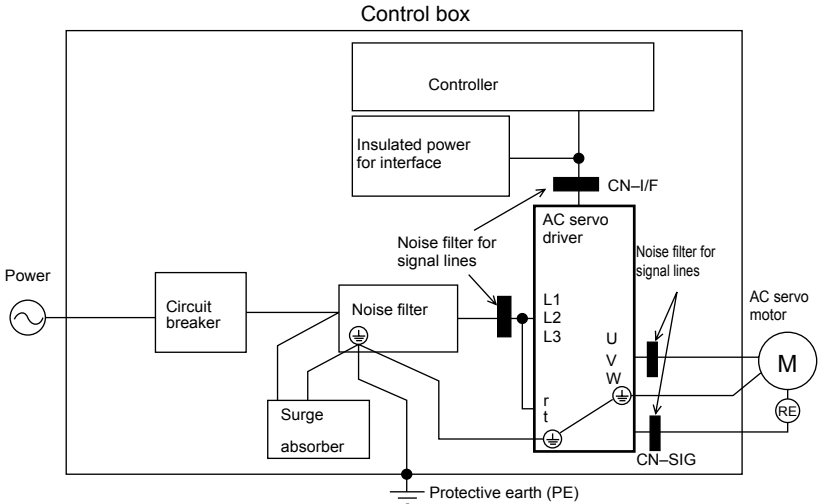 Control box
Controller
Insulated power
for interface
CN–I/F
AC servo
driver
Noise filter for
signal lines
Noise filter for
signal lines
Power
Circuit
breaker
Noise filter
L1
L2
L3
U
V
W
AC servo
motor
M
RE
r
t
Surge
absorber
CN–SIG
Protective earth (PE)